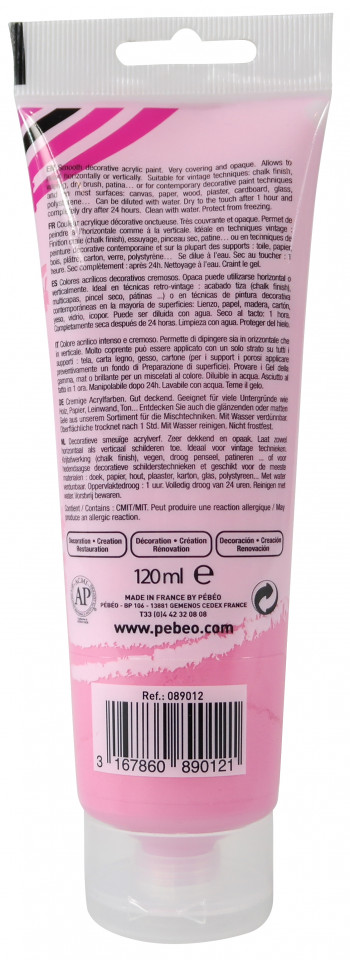 EN Smooth decorative acrylic paint. Very covering and opaque. Allows to
horizontally or vertically. Suitable for vintage techniques: chalk finish,
dry brush, patina... or for contemporary decorative paint techniques
on most surfaces: canvas, paper, wood, plaster, cardboard, glass,
polystyrene... Can be diluted with water. Dry to the touch after 1 hour and
completely dry after 24 hours. Clean with water. Protect from freezing.
FR Couleur acrylique décorative onctueuse. Très couvrante et opaque. Permet de
peindre à l'horizontale comme à la verticale. Idéale en techniques vintage :
Finition craie (chalk finish), essuyage, pinceau sec, patine... ou en techniques de
peinture décorative contemporaine et sur la plupart des supports : toile, papier,
bois, plâtre, carton, verre, polystyrène... Se dilue à l'eau. Sec au toucher : 1
heure. Sec complètement : après 24h. Nettoyage à l'eau. Craint le gel.
ES Colores acrílicos decorativos cremosos. Opaca puede utilizarse horizontal o
verticalmente. Ideal en técnicas retro-vintage : acabado tiza (chalk finish),
multicapas, pincel seco, pátinas ...) o en técnicas de pintura decorativa
contemporáneas en la mayoría de superficies: Lienzo, papel, madera, cartón,
yeso, vidrio, icopor. Puede ser diluida con agua. Seco al tacto: 1 hora.
Completamente seca después de 24 horas. Limpieza con agua. Proteger del hielo.
IT Colore acrilico intenso e cremoso. Permette di dipingere sia in orizzontale che
in verticale. Molto coprente può essere applicato con un solo strato su tutti i
supporti : tela, carta legno, gesso, cartone (per i support i porosi applicare
preventivamente un fondo di Preparazione di superficie). Provare i Gel della
gamma, mat o brillanti per un miscelati al colore. Diluibile in acqua. Asciutto al
tatto in 1 ora. Manipolabile dopo 24h. Lavabile con acqua. Teme il gelo.
DE Cremige Acrylfarben. Gut deckend. Geeignet für viele Untergründe wie
Holz, Papier, Leinwand, Ton... Entdecken Sie auch die glänzenden oder matten
Gele aus unserem Sortiment für die Mischtechniken. Mit Wasser verdünnbar.
Oberflächliche trocknet nach 1 Std. Mit Wasser reinigen. Nicht frostfest.
NL Decoratieve smeuïge acrylverf. Zeer dekkend en opaak. Laat zowel
horizontaal als verticaal schilderen toe. Ideaal voor vintage technieken:
Krijtafwerking (chalk finish), vegen, droog penseel, patineren ... of voor
hedendaagse decoratieve schildertechnieken et geschikt voor de meeste
materialen : doek, papier, hout, plaaster, karton, glas, polystyreen... Met water
verdunbaar. Oppervlaktedroog : 1 uur. Volledig droog van 24 uren. Reinigen met
water. Vorstvrij bewaren.
Contient / Contains : CMIT/MIT. Peut produire une réaction allergique / May
produce an allergic reaction.
Decoration • Creation
Restauration
Décoration • Création
Rénovation
Decoración • Creación
Renovación
120 ml ℮
ACMI
AP
MADE IN FRANCE BY PÉBÉO
PÉBÉO - BP 106 - 13881 GEMENOS CEDEX FRANCE
T33 (0)4 42 32 08 08
www.pebeo.com
Ref.: 089012
3 167860 890121